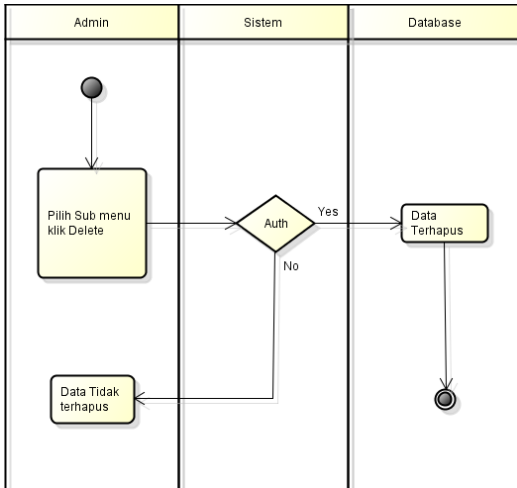 Admin
Sistem
Database
Pilih Sub menu
klik Delete
Auth
Yes
Data
Terhapus
No
Data Tidak
terhapus